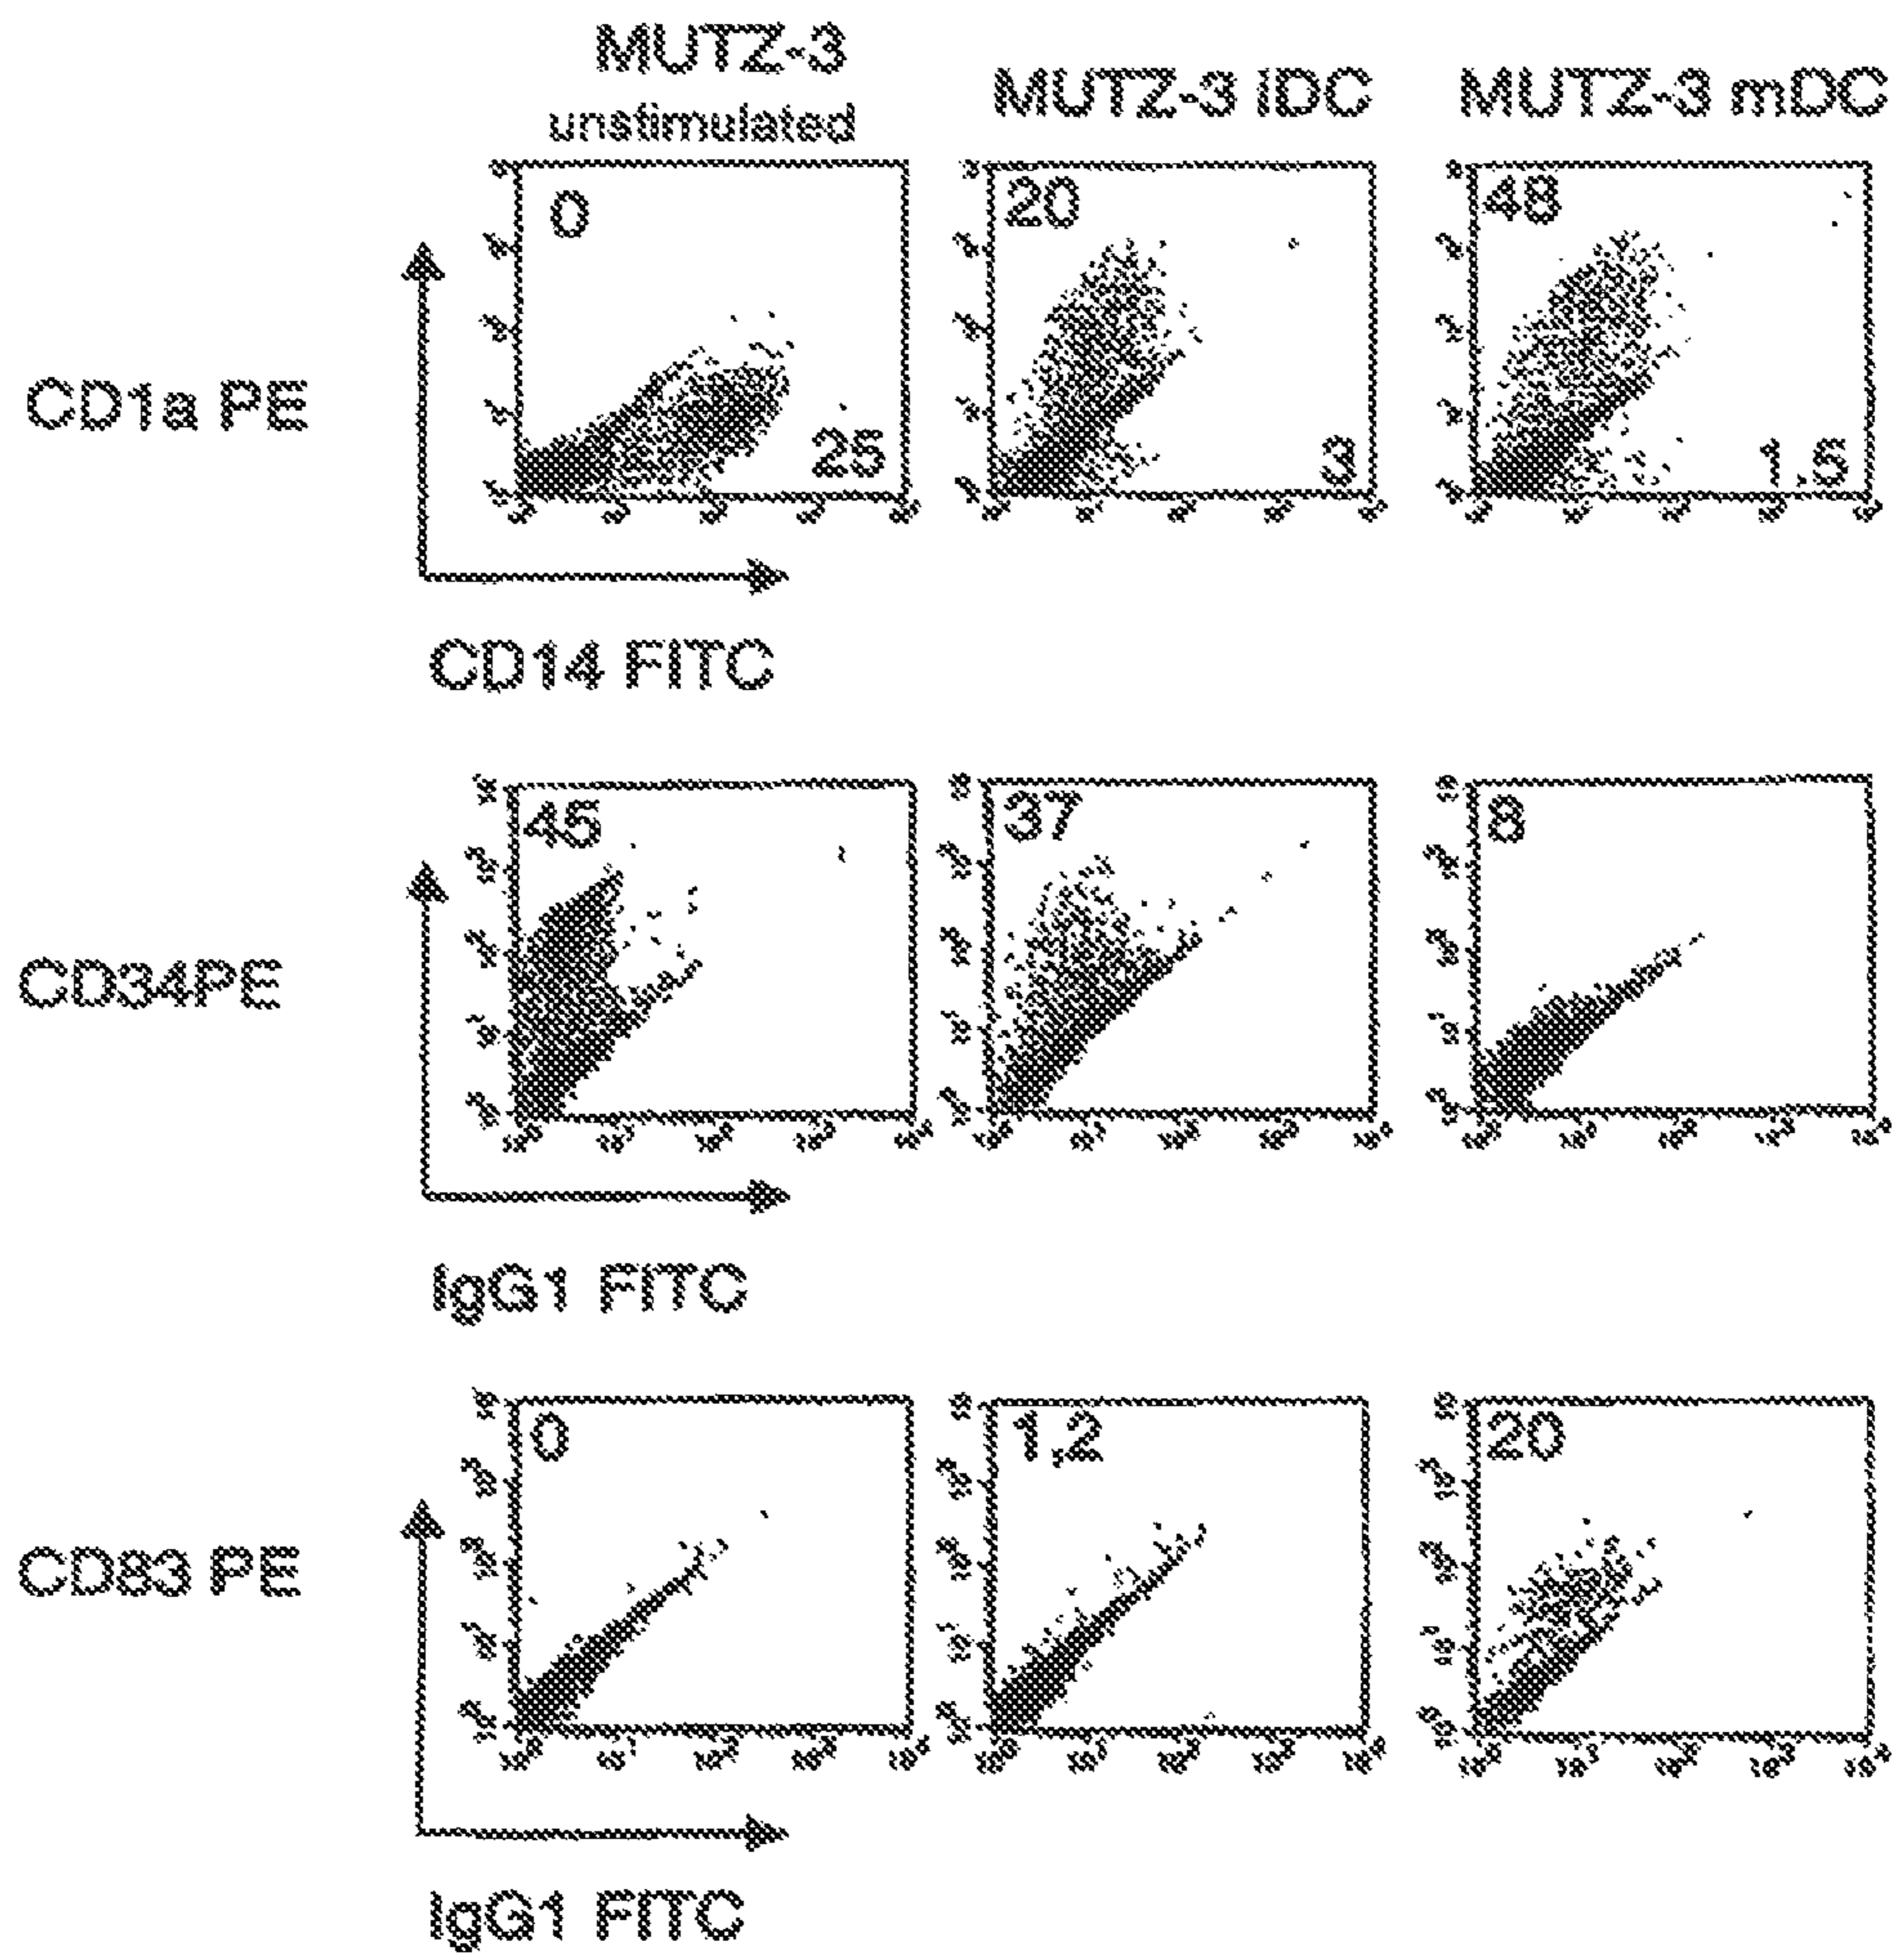 MUTZ-3
unstimulated
MUTZ-3 iDC
MUTZ-3 mDC
CD1a PE
0
25
20
3
48
1.5
CD14 FITC
CD34PE
45
37
8
IgG1 FITC
CD83 PE
0
1,2
20
IgG1 FITC